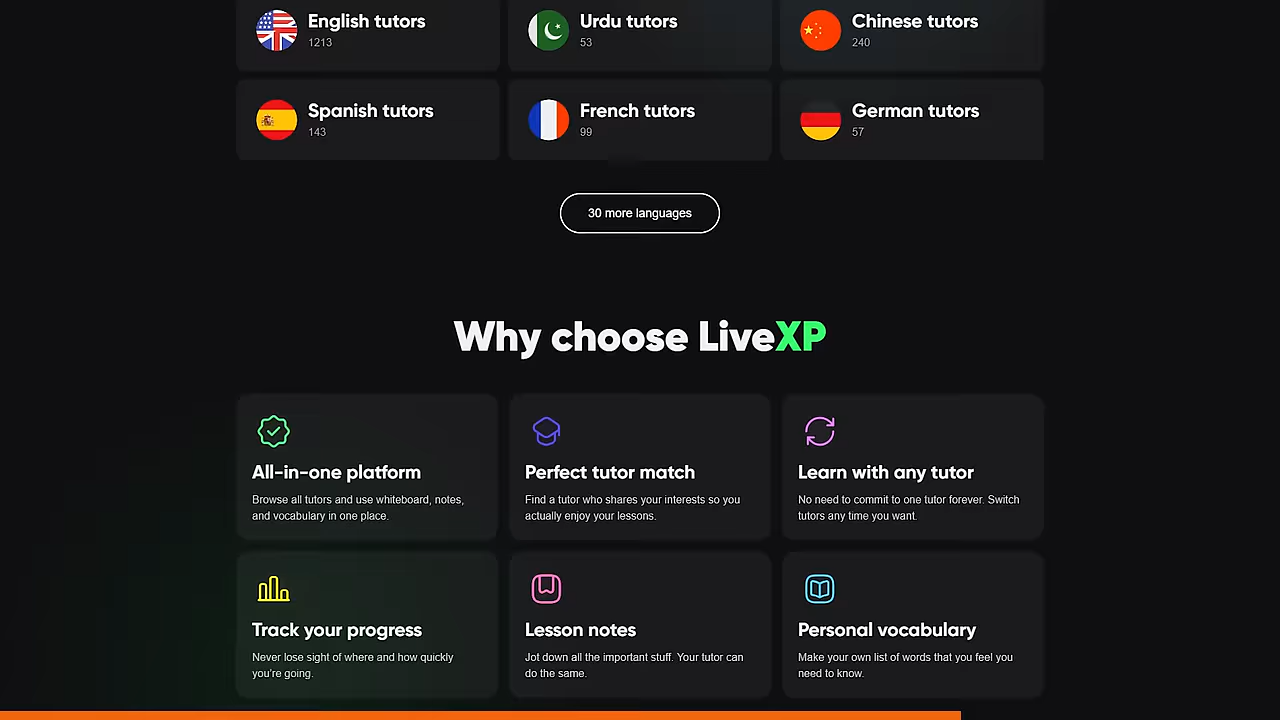 English tutors
1213
Urdu tutors
53
Chinese tutors
240
Spanish tutors
143
French tutors
99
German tutors
57
30 more languages
Why choose LiveXP
All-in-one platform
Browse all tutors and use whiteboard, notes,
and vocabulary in one place.
Perfect tutor match
Find a tutor who shares your interests so you
actually enjoy your lessons.
Learn with any tutor
No need to commit to one tutor forever. Switch
tutors any time you want.
Track your progress
Never lose sight of where and how quickly
you're going.
Lesson notes
Jot down all the important stuff. Your tutor can
do the same.
Personal vocabulary
Make your own list of words that you feel you
need to know.